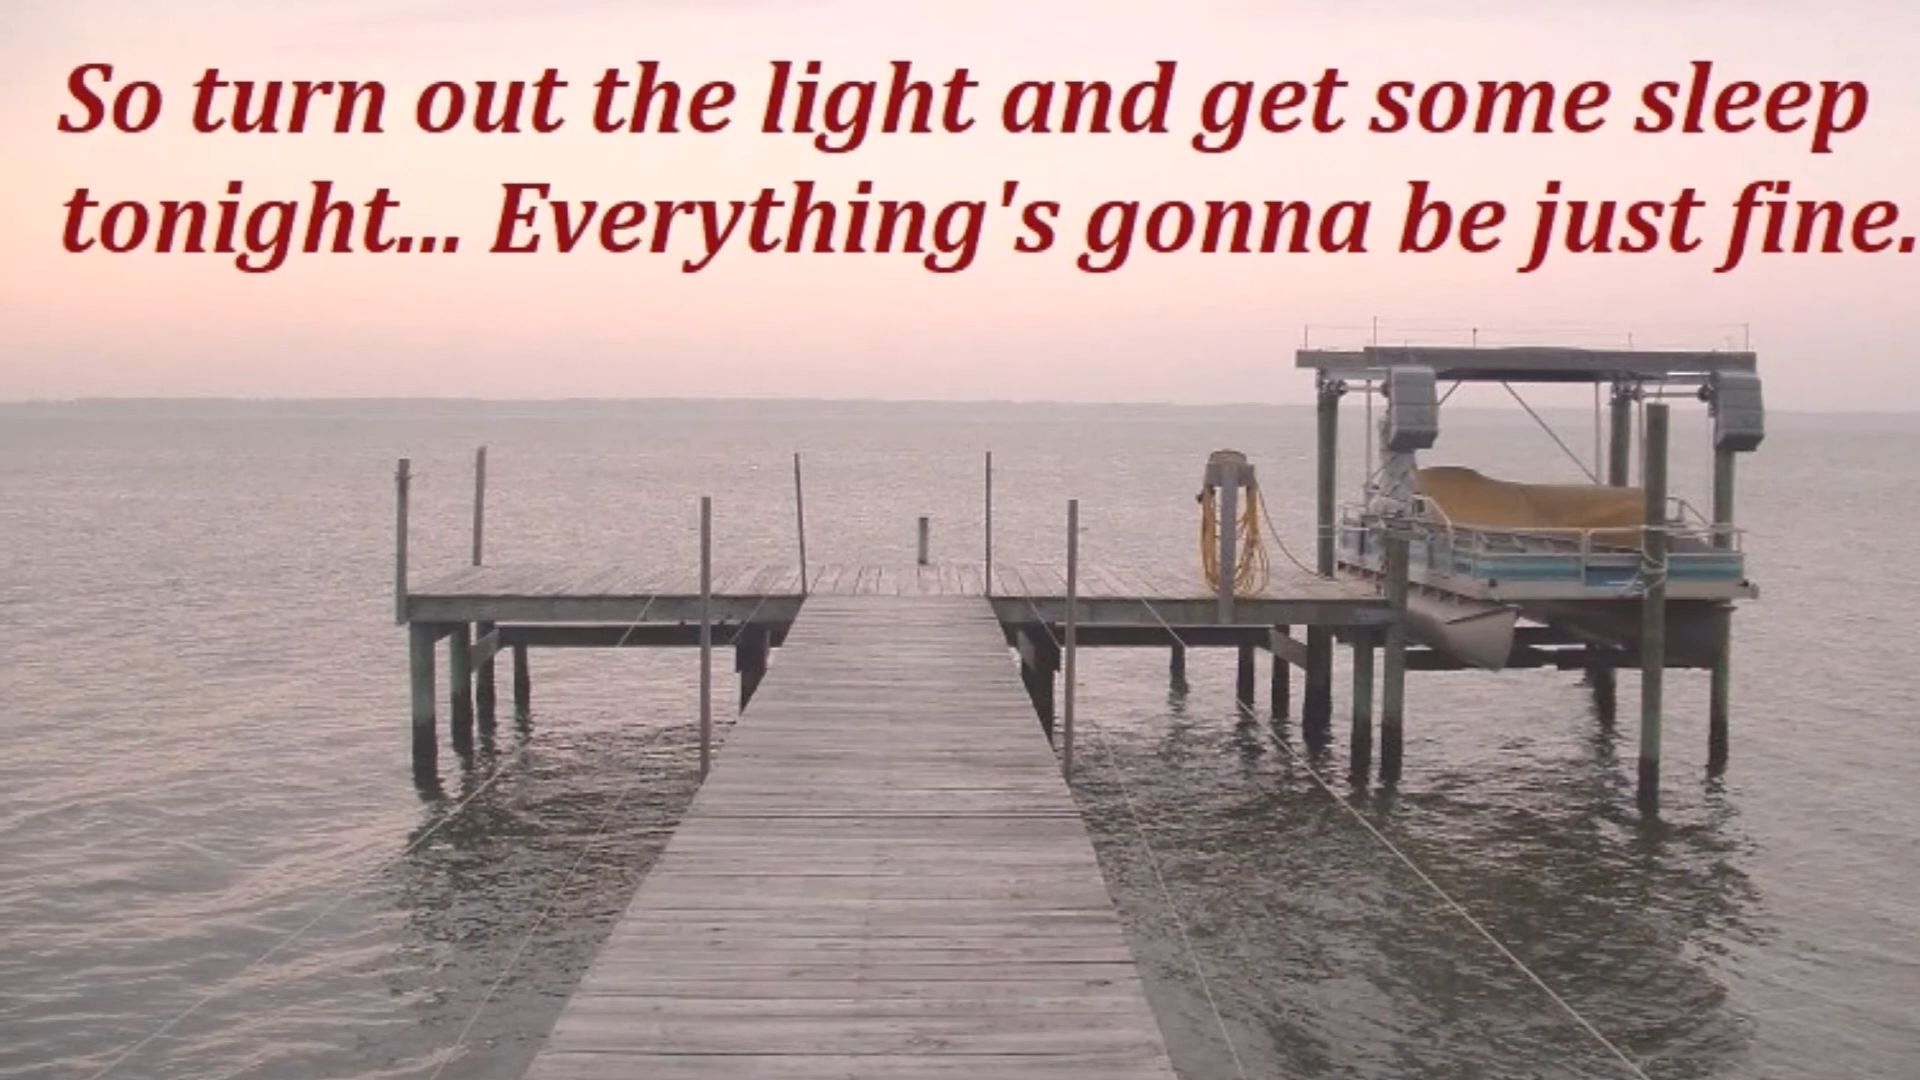 So turn out the light and get some sleep
tonight... Everything's gonna be just fine.